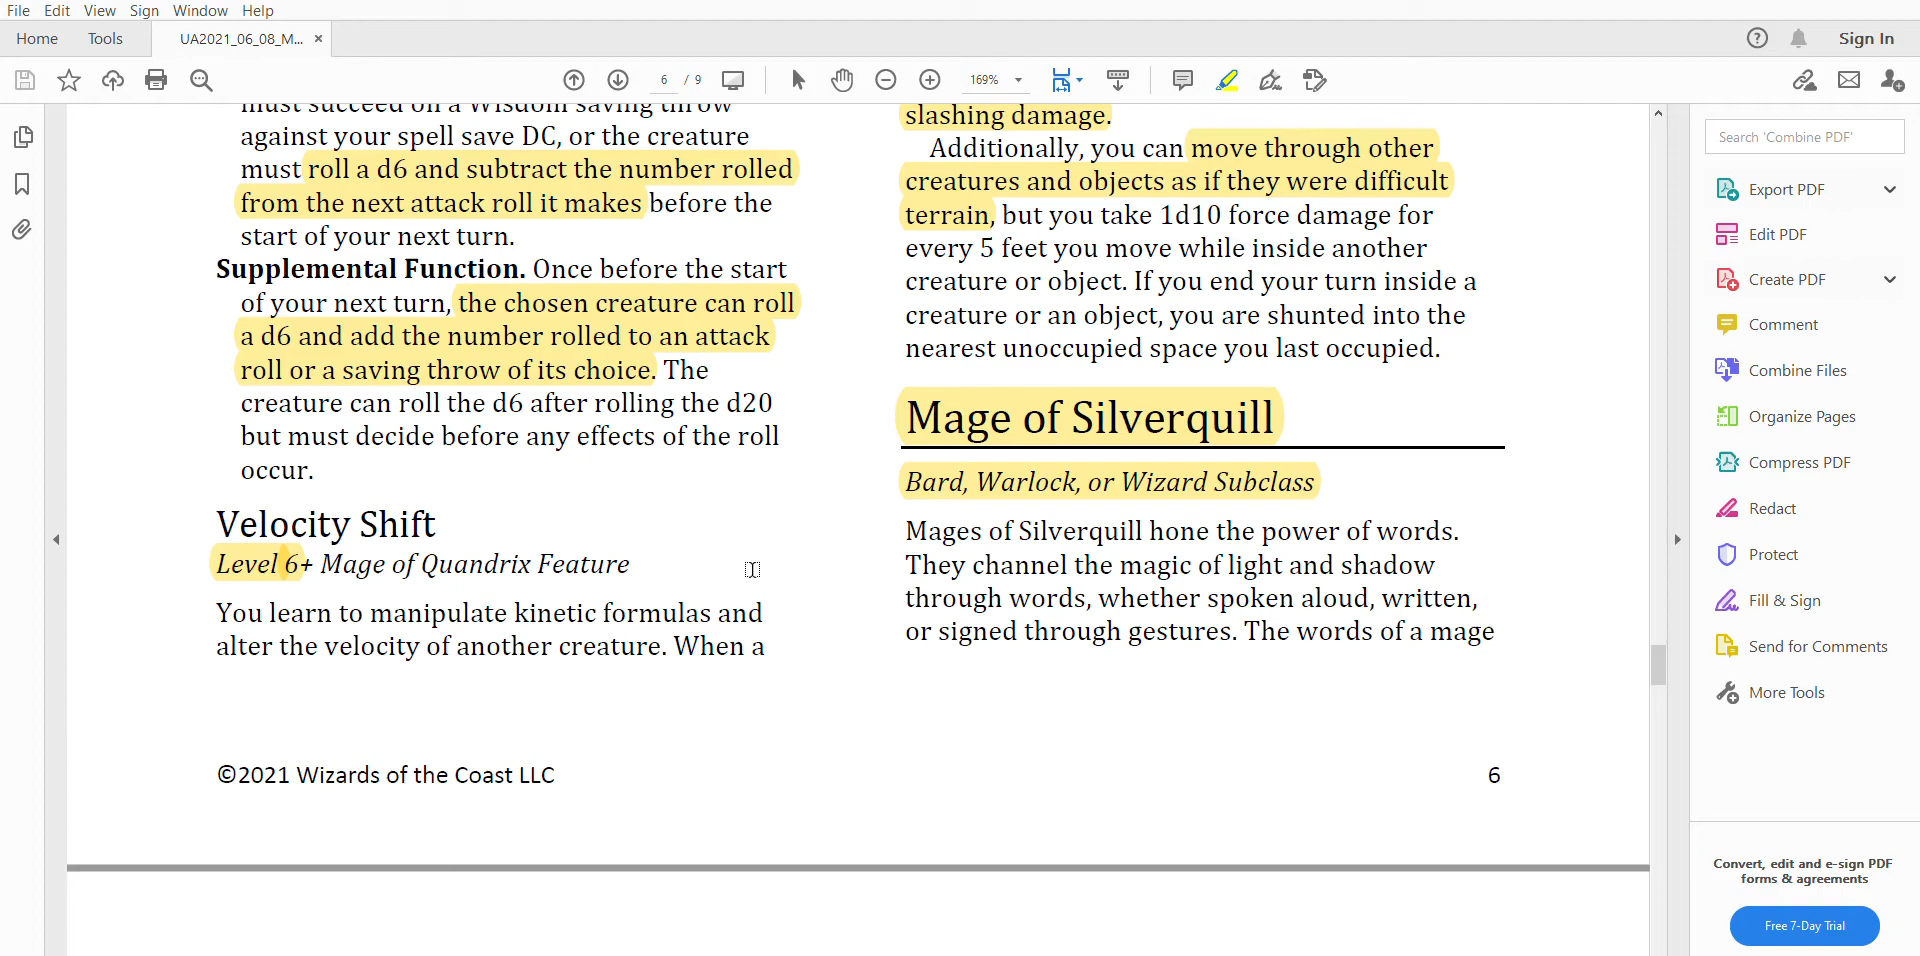 File Edit View Sign Window Help
Home Tools UA2021_06_08_M... × Sign In
6 / 9 169%
must succeed on a Wisdom saving throw
against your spell save DC, or the creature
must roll a d6 and subtract the number rolled
from the next attack roll it makes before the
start of your next turn.
Supplemental Function. Once before the start
of your next turn, the chosen creature can roll
a d6 and add the number rolled to an attack
roll or a saving throw of its choice. The
creature can roll the d6 after rolling the d20
but must decide before any effects of the roll
occur.
Velocity Shift
Level 6+ Mage of Quandrix Feature
You learn to manipulate kinetic formulas and
alter the velocity of another creature. When a
slashing damage.
Additionally, you can move through other
creatures and objects as if they were difficult
terrain, but you take 1d10 force damage for
every 5 feet you move while inside another
creature or object. If you end your turn inside a
creature or an object, you are shunted into the
nearest unoccupied space you last occupied.
Mage of Silverquill
Bard, Warlock, or Wizard Subclass
Mages of Silverquill hone the power of words.
They channel the magic of light and shadow
through words, whether spoken aloud, written,
or signed through gestures. The words of a mage
©2021 Wizards of the Coast LLC 6
Search 'Combine PDF'
Export PDF
Edit PDF
Create PDF
Comment
Combine Files
Organize Pages
Compress PDF
Redact
Protect
Fill & Sign
Send for Comments
More Tools
Convert, edit and e-sign PDF
forms & agreements
Free 7-Day Trial